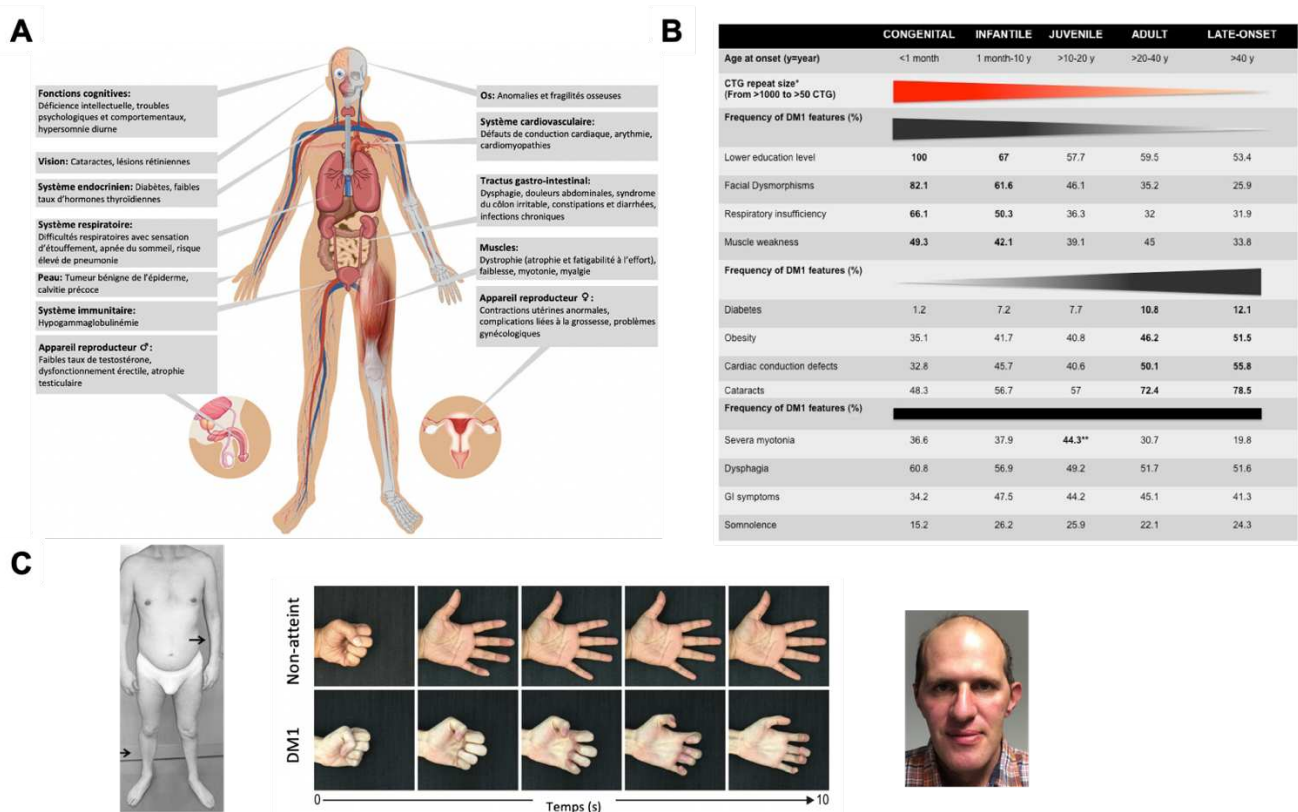 A
Fonctions cognitives:
Déficience intellectuelle, troubles
psychologiques et comportementaux,
hypersomnie diurne
Vision: Cataractes, lésions rétiniennes
Système endocrinien: Diabètes, faibles
taux d'hormones thyroïdiennes
Système respiratoire:
Difficultés respiratoires avec sensation
d'étouffement, apnée du sommeil, risque
élevé de pneumonie
Peau: Tumeur bénigne de l'épiderme,
calvitie précoce
Système immunitaire:
Hypogammaglobulinémie
Appareil reproducteur ♂:
Faibles taux de testostérone,
dysfonctionnement érectile, atrophie
testiculaire
Os: Anomalies et fragilités osseuses
Système cardiovasculaire:
Défauts de conduction cardiaque, arythmie,
cardiomyopathies
Tractus gastro-intestinal:
Dysphagie, douleurs abdominales, syndrome
du côlon irritable, constipations et diarrhées,
infections chroniques
Muscles:
Dystrophie (atrophie et fatigabilité à l'effort),
faiblesse, myotonie, myalgie
Appareil reproducteur ♀:
Contractions utérines anormales,
complications liées à la grossesse, problèmes
gynécologiques
B
CONGENITAL INFANTILE JUVENILE ADULT LATE-ONSET
Age at onset (y=year) <1 month 1 month-10 y >10-20 y >20-40 y >40 y
CTG repeat size*
(From >1000 to >50 CTG)
Frequency of DM1 features (%)
Lower education level 100 67 57.7 59.5 53.4
Facial Dysmorphisms 82.1 61.6 46.1 35.2 25.9
Respiratory insufficiency 66.1 50.3 36.3 32 31.9
Muscle weakness 49.3 42.1 39.1 45 33.8
Frequency of DM1 features (%)
Diabetes 1.2 7.2 7.7 10.8 12.1
Obesity 35.1 41.7 40.8 46.2 51.5
Cardiac conduction defects 32.8 45.7 40.6 50.1 55.8
Cataracts 48.3 56.7 57 72.4 78.5
Frequency of DM1 features (%)
Severa myotonia 36.6 37.9 44.3** 30.7 19.8
Dysphagia 60.8 56.9 49.2 51.7 51.6
GI symptoms 34.2 47.5 44.2 45.1 41.3
Somnolence 15.2 26.2 25.9 22.1 24.3
C
Non-atteint
DM1
0 10
Temps (s)